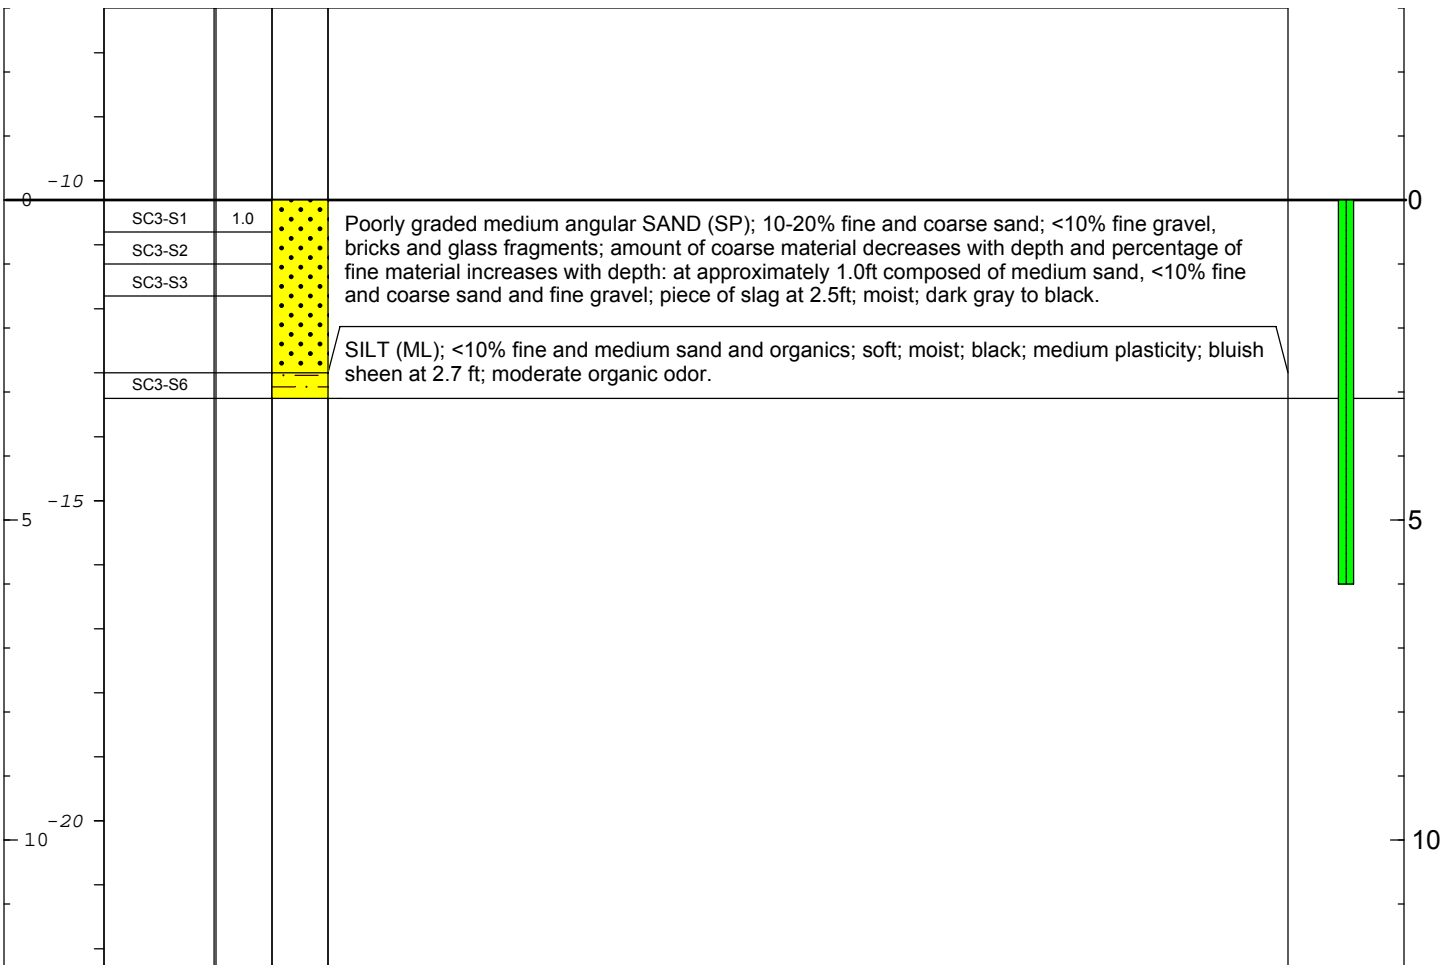 -10
0
0
SC3-S1 1.0
SC3-S2
SC3-S3
Poorly graded medium angular SAND (SP); 10-20% fine and coarse sand; <10% fine gravel,
bricks and glass fragments; amount of coarse material decreases with depth and percentage of
fine material increases with depth: at approximately 1.0ft composed of medium sand, <10% fine
and coarse sand and fine gravel; piece of slag at 2.5ft; moist; dark gray to black.
SILT (ML); <10% fine and medium sand and organics; soft; moist; black; medium plasticity; bluish
sheen at 2.7 ft; moderate organic odor.
SC3-S6
-15
5
5
-20
10
10